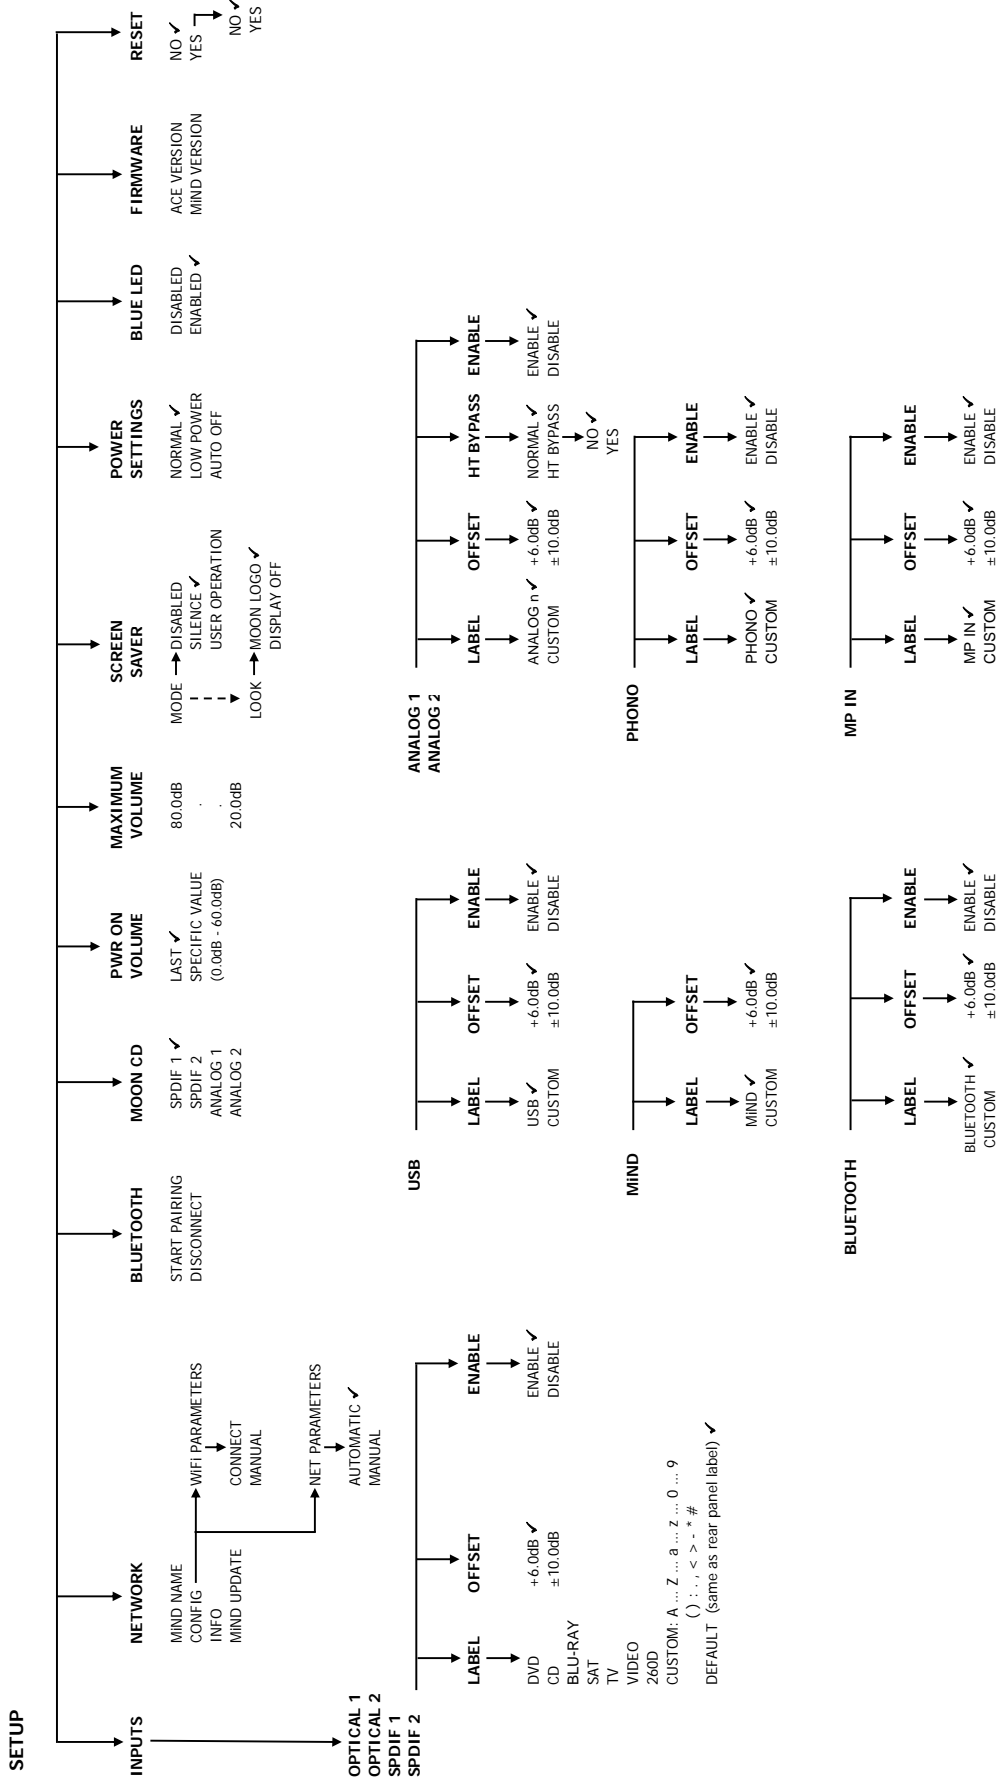 SETUP
INPUTS
NETWORK
MiND NAME
CONFIG
INFO
MiND UPDATE
WiFi PARAMETERS
CONNECT
MANUAL
NET PARAMETERS
AUTOMATIC ✓
MANUAL
BLUETOOTH
START PAIRING
DISCONNECT
MOON CD
SPDIF 1 ✓
SPDIF 2
ANALOG 1
ANALOG 2
PWR ON
VOLUME
LAST ✓
SPECIFIC VALUE
(0.0dB - 60.0dB)
MAXIMUM
VOLUME
80.0dB
.
.
20.0dB
SCREEN
SAVER
MODE
DISABLED
SILENCE ✓
USER OPERATION
LOOK
MOON LOGO ✓
DISPLAY OFF
POWER
SETTINGS
NORMAL ✓
LOW POWER
AUTO OFF
BLUE LED
DISABLED
ENABLED ✓
FIRMWARE
ACE VERSION
MiND VERSION
RESET
NO ✓
YES
NO ✓
YES
OPTICAL 1
OPTICAL 2
SPDIF 1
SPDIF 2
LABEL
DVD
CD
BLU-RAY
SAT
TV
VIDEO
260D
CUSTOM: A ... Z ... a ... z ... 0 ... 9
( ) : . , < > - * #
DEFAULT (same as rear panel label) ✓
OFFSET
+6.0dB ✓
±10.0dB
ENABLE
ENABLE ✓
DISABLE
USB
LABEL
USB ✓
CUSTOM
OFFSET
+6.0dB ✓
±10.0dB
ENABLE
ENABLE ✓
DISABLE
ANALOG 1
ANALOG 2
LABEL
ANALOG n ✓
CUSTOM
OFFSET
+6.0dB ✓
±10.0dB
HT BYPASS
NORMAL ✓
HT BYPASS
NO ✓
YES
ENABLE
ENABLE ✓
DISABLE
MiND
LABEL
MiND ✓
CUSTOM
OFFSET
+6.0dB ✓
±10.0dB
PHONO
LABEL
PHONO ✓
CUSTOM
OFFSET
+6.0dB ✓
±10.0dB
ENABLE
ENABLE ✓
DISABLE
BLUETOOTH
LABEL
BLUETOOTH ✓
CUSTOM
OFFSET
+6.0dB ✓
±10.0dB
ENABLE
ENABLE ✓
DISABLE
MP IN
LABEL
MP IN ✓
CUSTOM
OFFSET
+6.0dB ✓
±10.0dB
ENABLE
ENABLE ✓
DISABLE